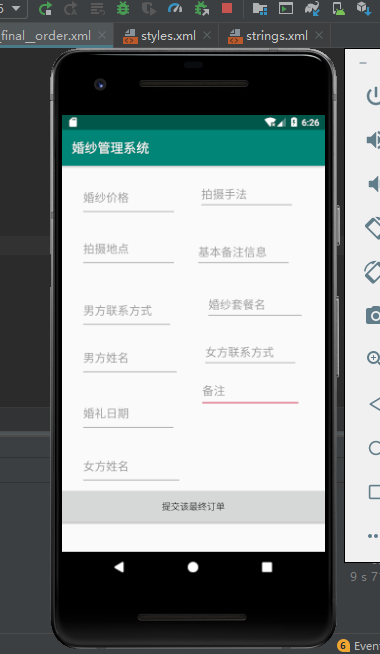 _final__order.xml
styles.xml
strings.xml
6:26
婚纱管理系统
婚纱价格
拍摄手法
拍摄地点
基本备注信息
男方联系方式
婚纱套餐名
男方姓名
女方联系方式
备注
婚礼日期
女方姓名
提交该最终订单
9 s 7
6 Even